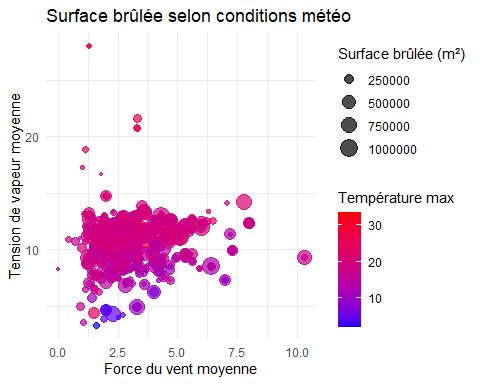 Surface brûlée selon conditions météo
Tension de vapeur moyenne
20
10
0.0
2.5
5.0
7.5
10.0
Force du vent moyenne
Surface brûlée (m²)
250000
500000
750000
1000000
Température max
30
20
10